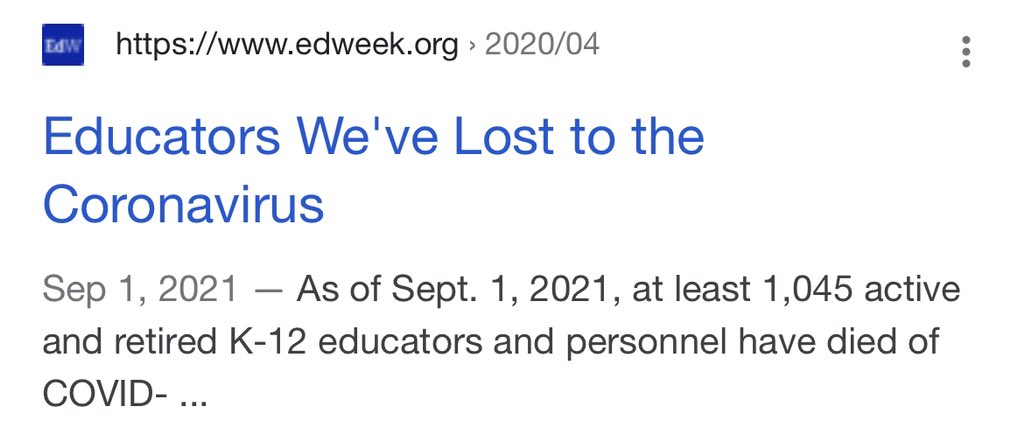 EdW https://www.edweek.org › 2020/04
Educators We've Lost to the
Coronavirus
Sep 1, 2021 — As of Sept. 1, 2021, at least 1,045 active
and retired K-12 educators and personnel have died of
COVID- ...